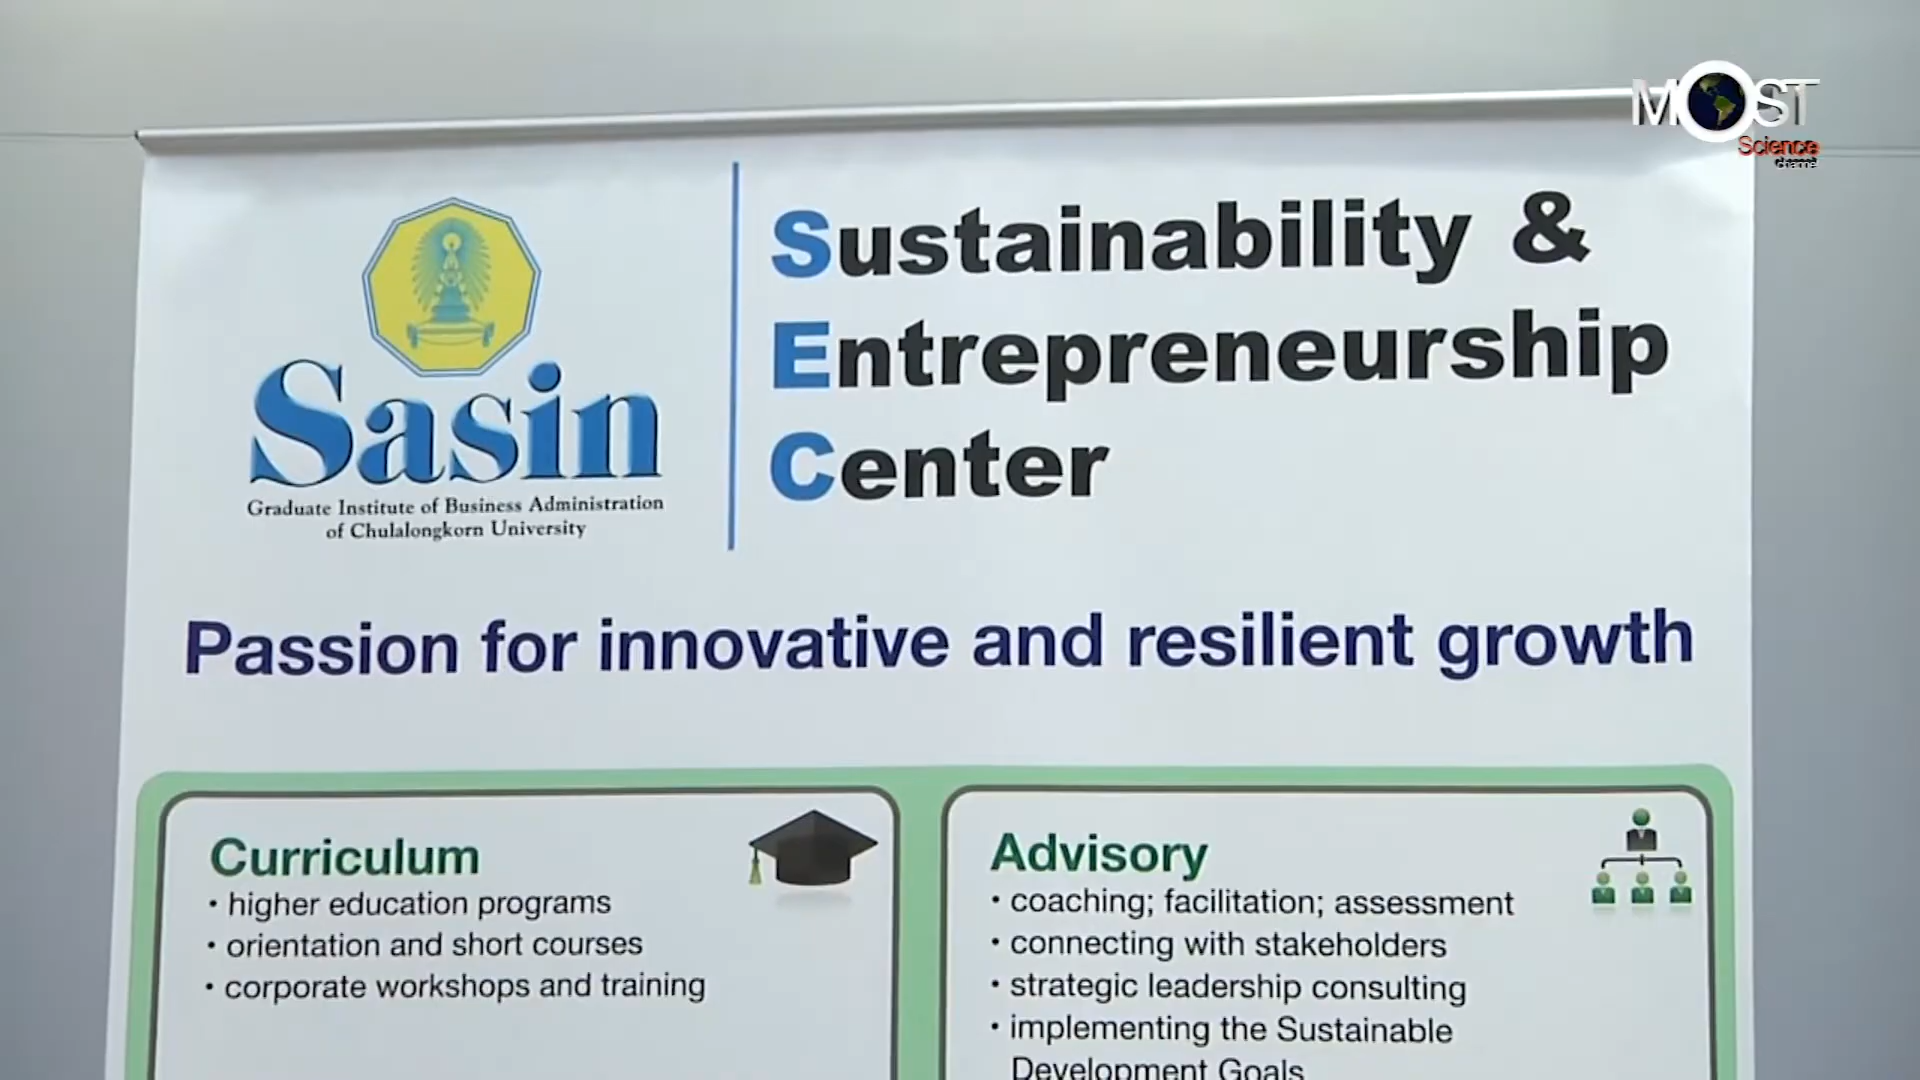 MOST
Science
channel
Sasin
Graduate Institute of Business Administration
of Chulalongkorn University
Sustainability &
Entrepreneurship
Center
Passion for innovative and resilient growth
Curriculum
• higher education programs
• orientation and short courses
• corporate workshops and training
Advisory
• coaching; facilitation; assessment
• connecting with stakeholders
• strategic leadership consulting
• implementing the Sustainable
Development Goals